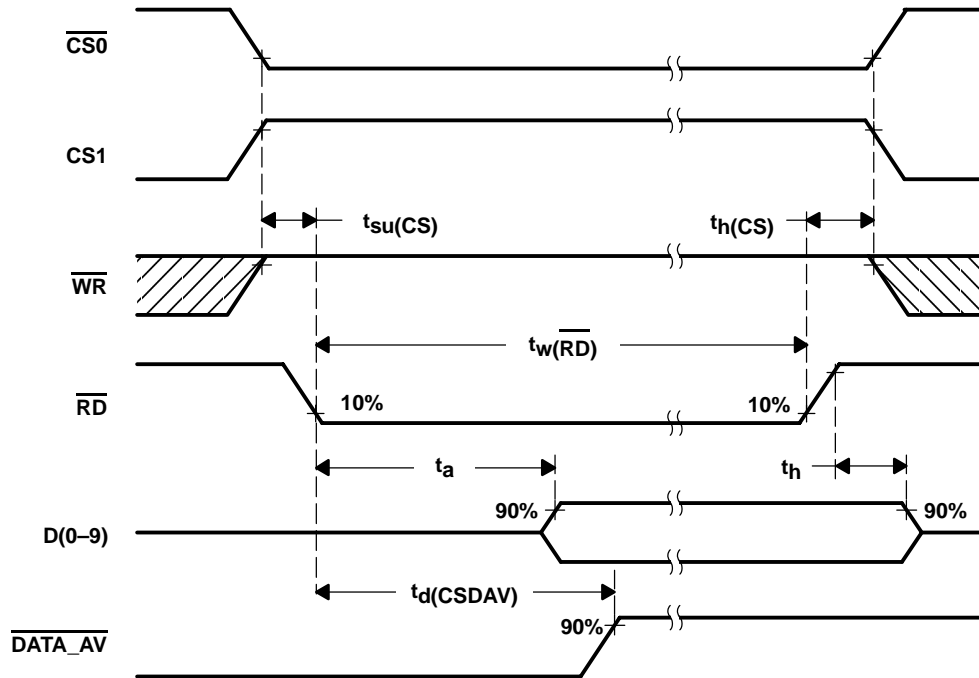 CS0
CS1
tsu(CS)
th(CS)
WR
tw(RD)
RD
10%
10%
ta
th
D(0–9)
90%
90%
td(CSDAV)
DATA_AV
90%